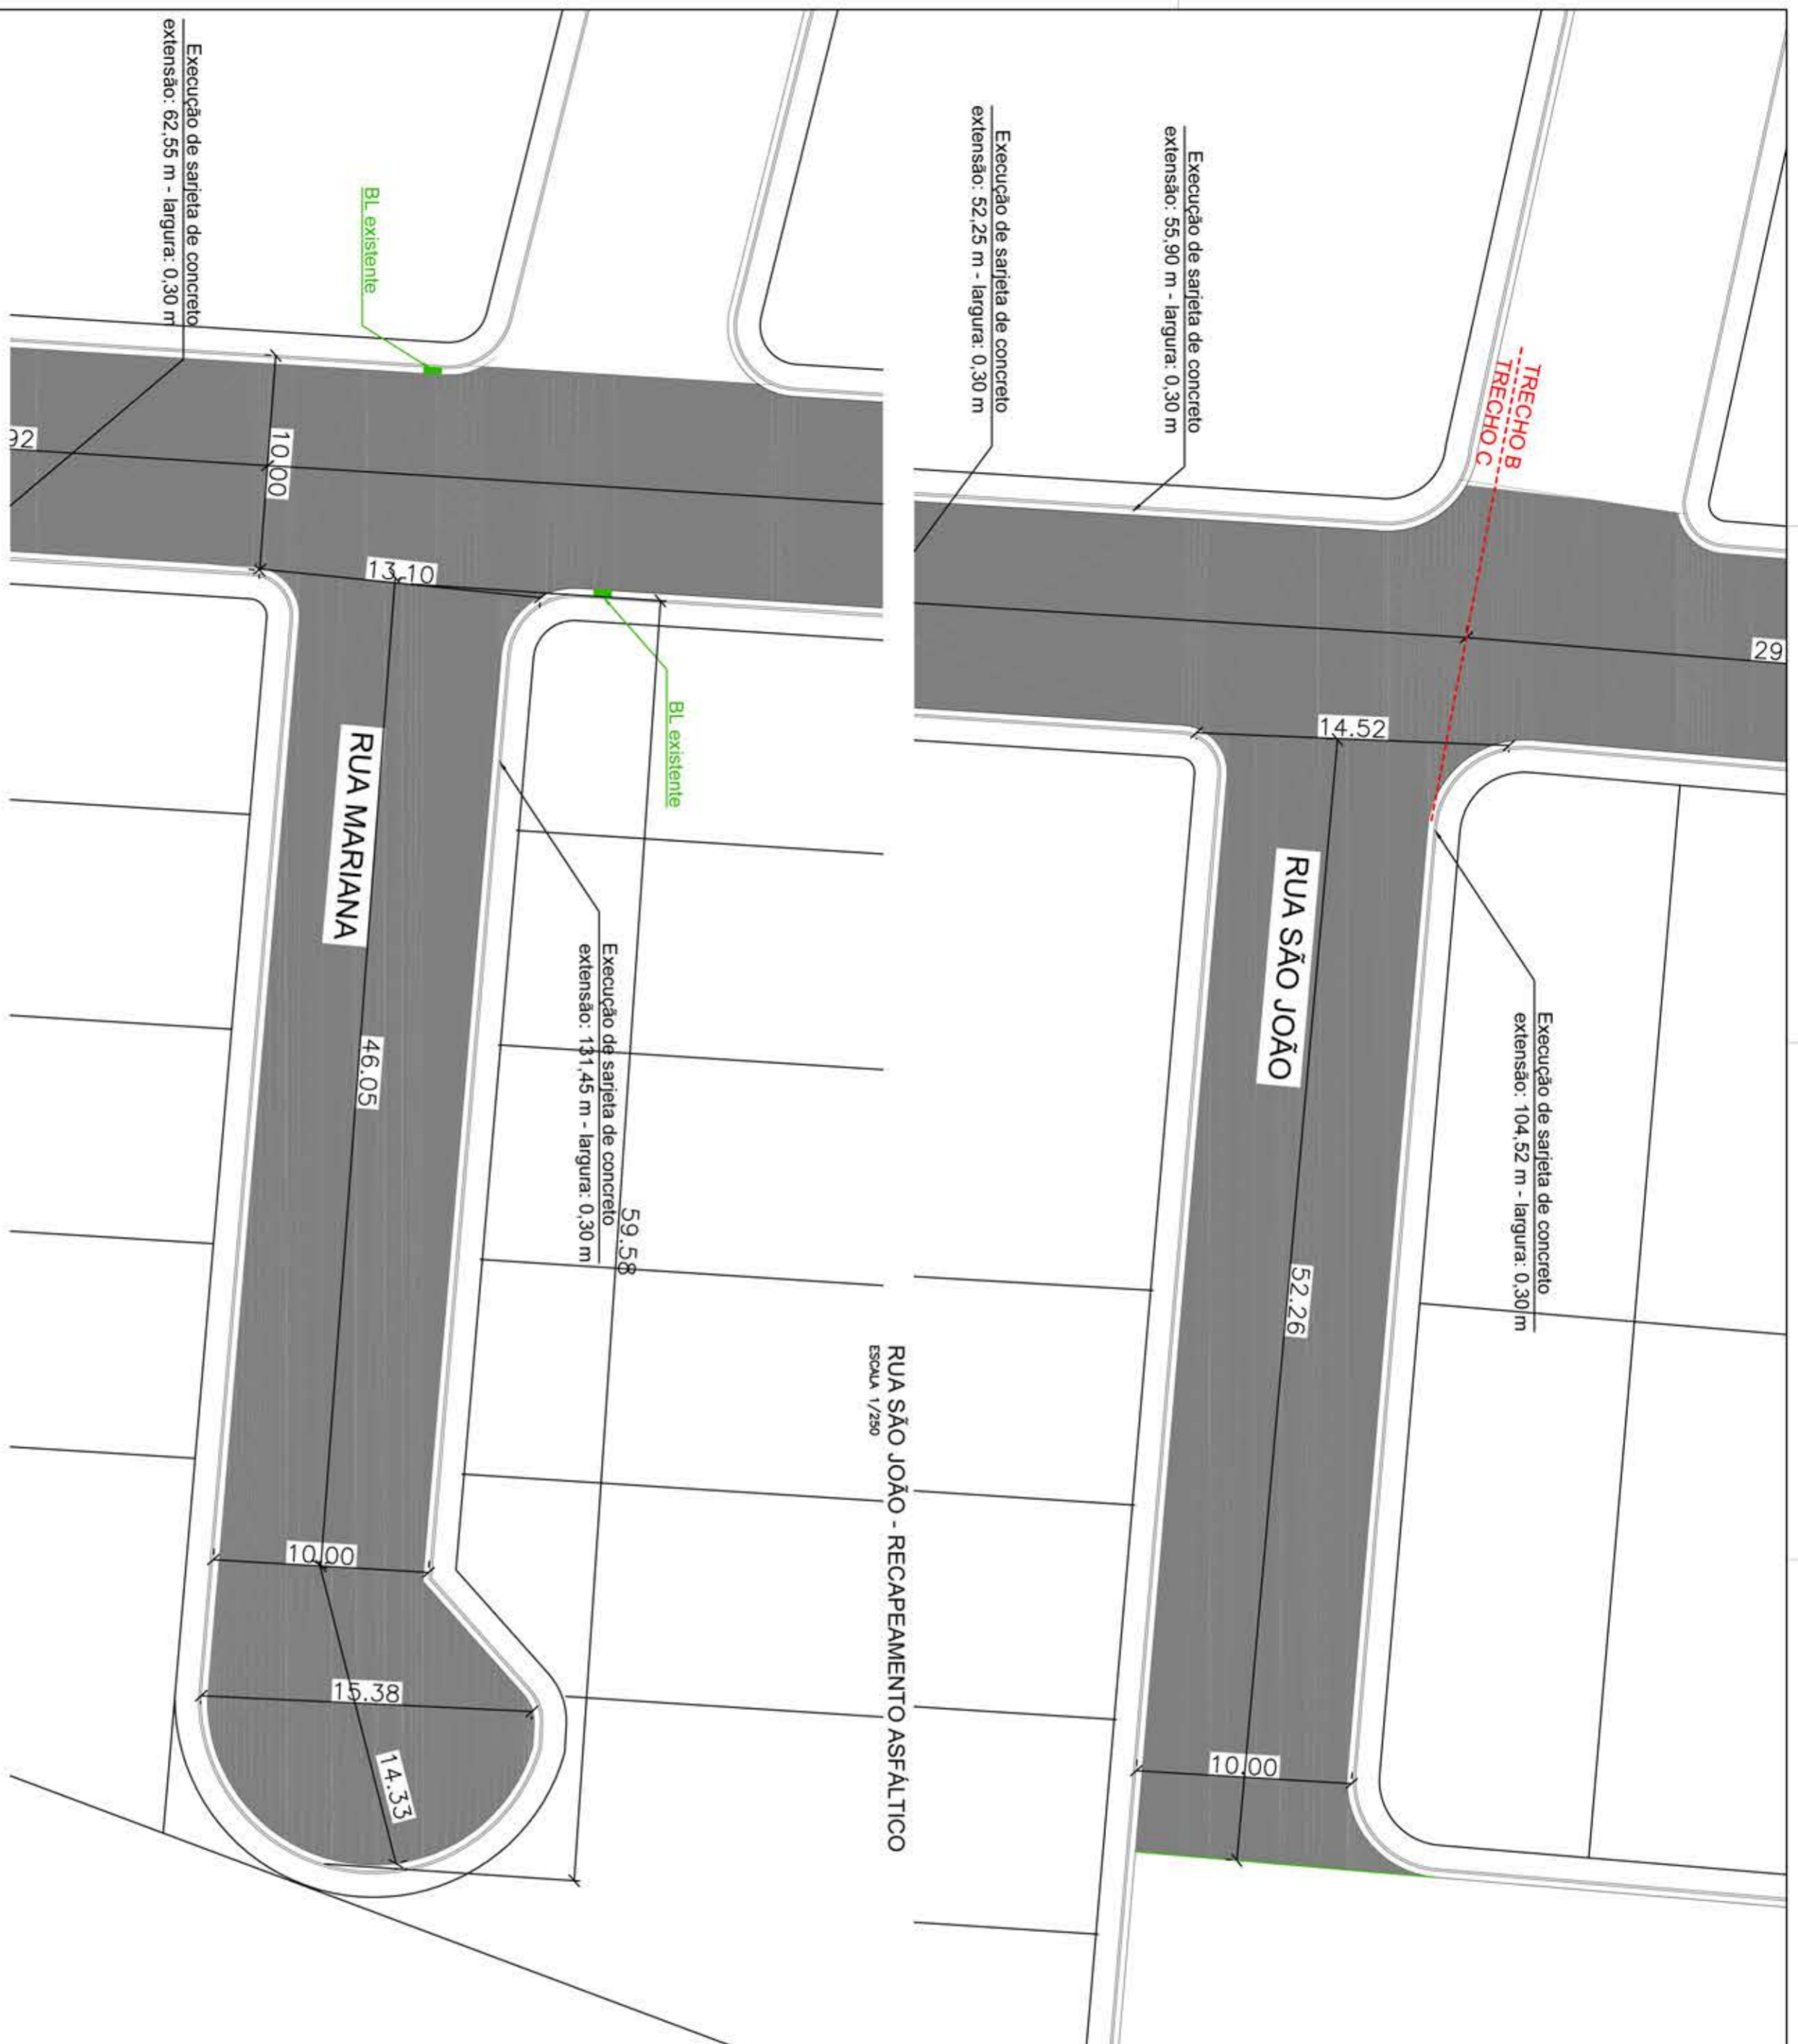 Execução de sarjeta de concreto
extensão: 62,55 m - largura: 0,30 m
BL existente
92
10.00
13.10
BL existente
RUA MARIANA
46.05
Execução de sarjeta de concreto
extensão: 131,45 m - largura: 0,30 m
59.58
10.00
15.38
14.33
RUA SÃO JOÃO - RECAPEAMENTO ASFÁLTICO
ESCALA 1/250
Execução de sarjeta de concreto
extensão: 52,25 m - largura: 0,30 m
Execução de sarjeta de concreto
extensão: 55,90 m - largura: 0,30 m
TRECHO B
TRECHO C
29
14.52
RUA SÃO JOÃO
Execução de sarjeta de concreto
extensão: 104,52 m - largura: 0,30 m
52.26
10.00